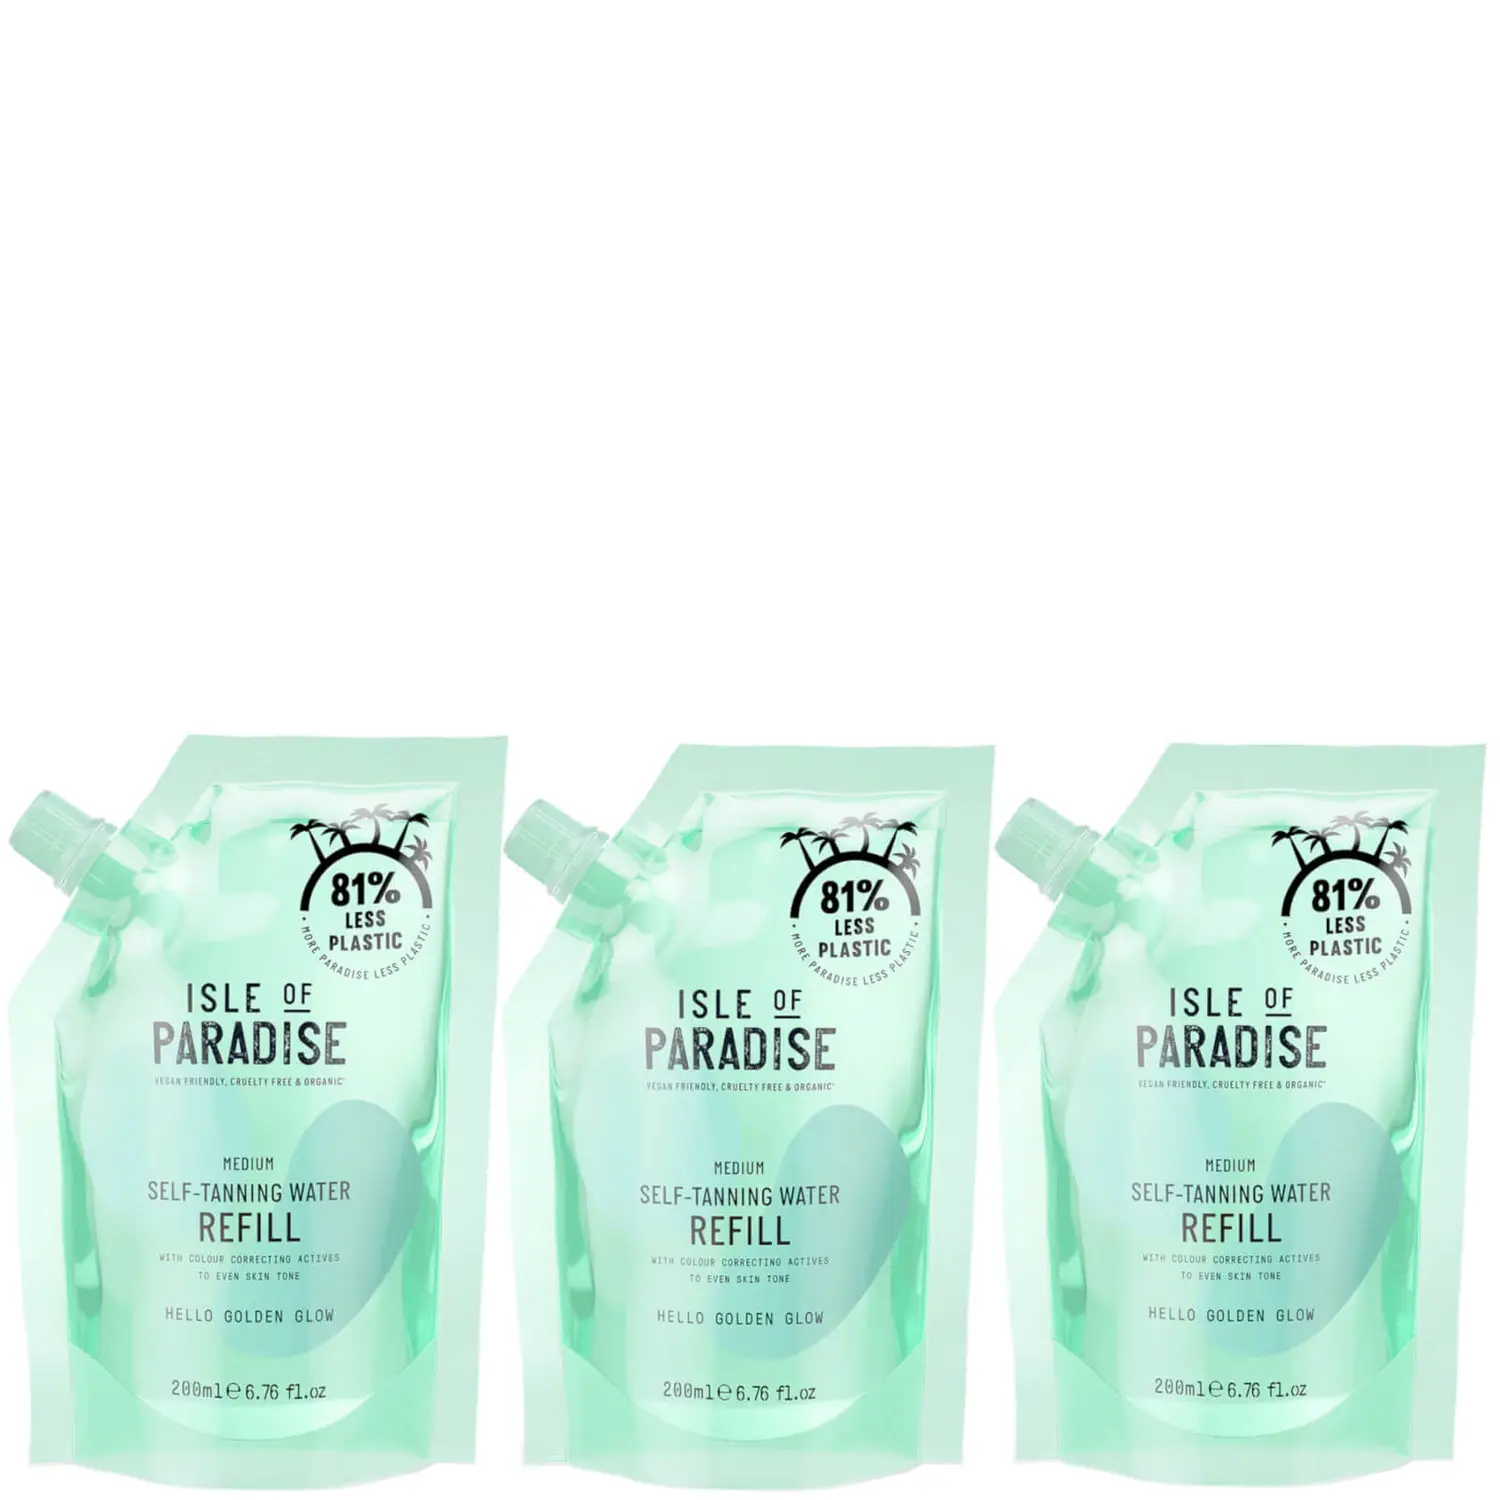 81%
LESS
PLASTIC
• MORE PARADISE LESS PLASTIC •
ISLE OF
PARADISE
VEGAN FRIENDLY, CRUELTY FREE & ORGANIC*
MEDIUM
SELF-TANNING WATER
REFILL
WITH COLOUR CORRECTING ACTIVES
TO EVEN SKIN TONE
HELLO GOLDEN GLOW
200ml℮6.76 fl.oz
81%
LESS
PLASTIC
• MORE PARADISE LESS PLASTIC •
ISLE OF
PARADISE
VEGAN FRIENDLY, CRUELTY FREE & ORGANIC*
MEDIUM
SELF-TANNING WATER
REFILL
WITH COLOUR CORRECTING ACTIVES
TO EVEN SKIN TONE
HELLO GOLDEN GLOW
200ml℮6.76 fl.oz
81%
LESS
PLASTIC
• MORE PARADISE LESS PLASTIC •
ISLE OF
PARADISE
VEGAN FRIENDLY, CRUELTY FREE & ORGANIC*
MEDIUM
SELF-TANNING WATER
REFILL
WITH COLOUR CORRECTING ACTIVES
TO EVEN SKIN TONE
HELLO GOLDEN GLOW
200ml℮6.76 fl.oz